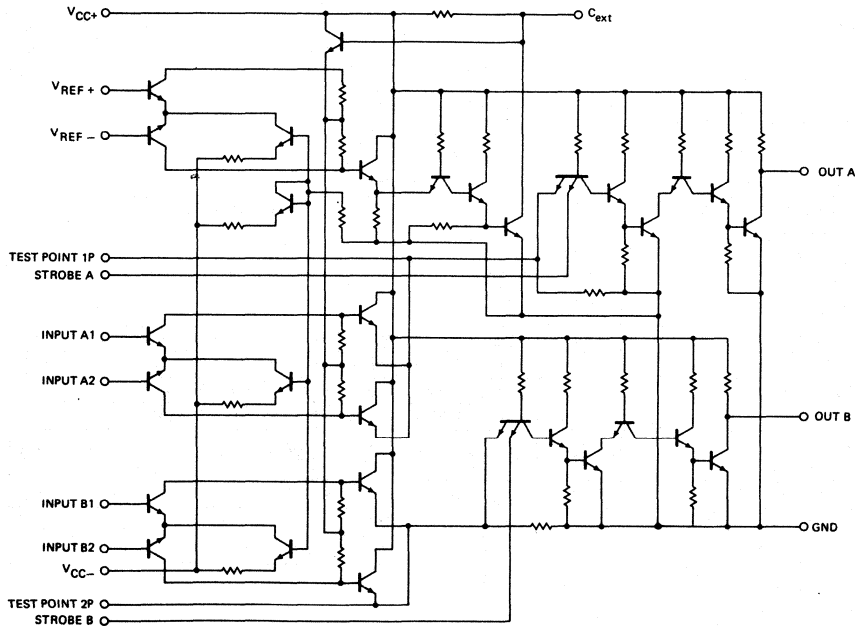 VCC+
Cext
VREF+
VREF−
OUT A
TEST POINT 1P
STROBE A
INPUT A1
INPUT A2
OUT B
INPUT B1
GND
INPUT B2
VCC−
TEST POINT 2P
STROBE B